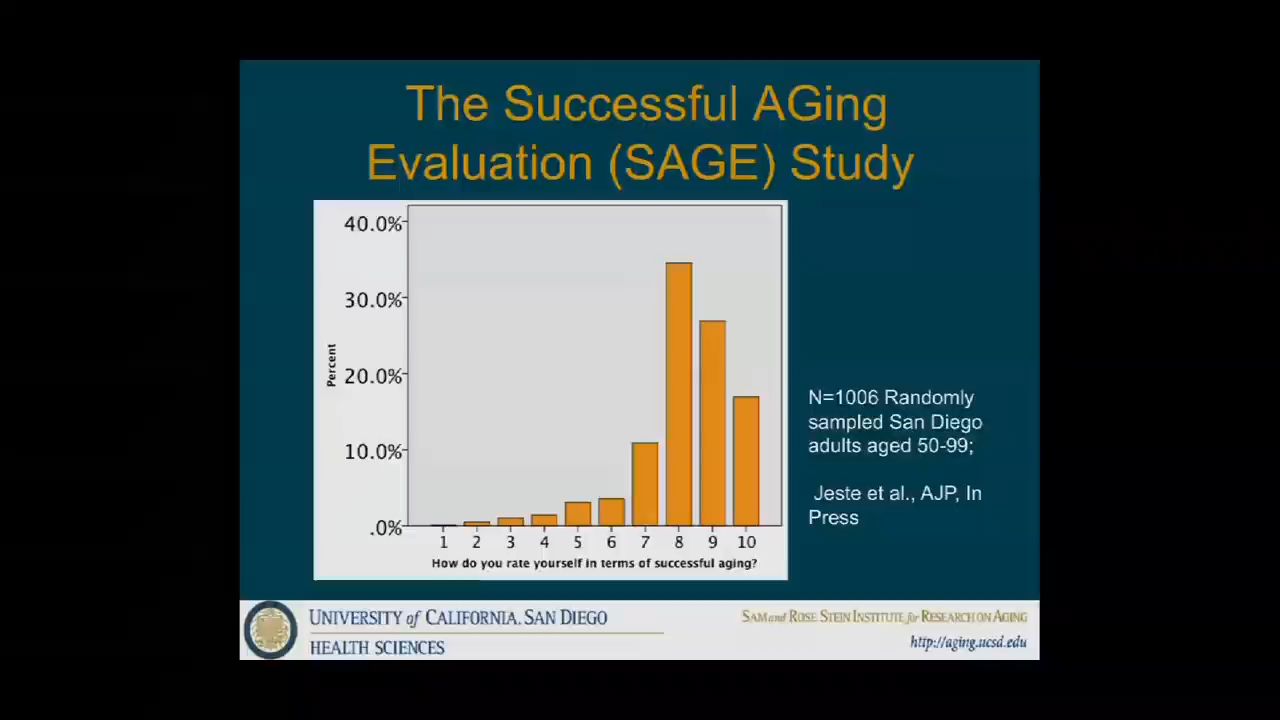 The Successful AGing
Evaluation (SAGE) Study
40.0%
30.0%
20.0%
10.0%
.0%
Percent
1 2 3 4 5 6 7 8 9 10
How do you rate yourself in terms of successful aging?
N=1006 Randomly
sampled San Diego
adults aged 50-99;
Jeste et al., AJP, In
Press
UNIVERSITY of CALIFORNIA, SAN DIEGO
HEALTH SCIENCES
SAM and ROSE STEIN INSTITUTE for RESEARCH ON AGING
http://aging.ucsd.edu